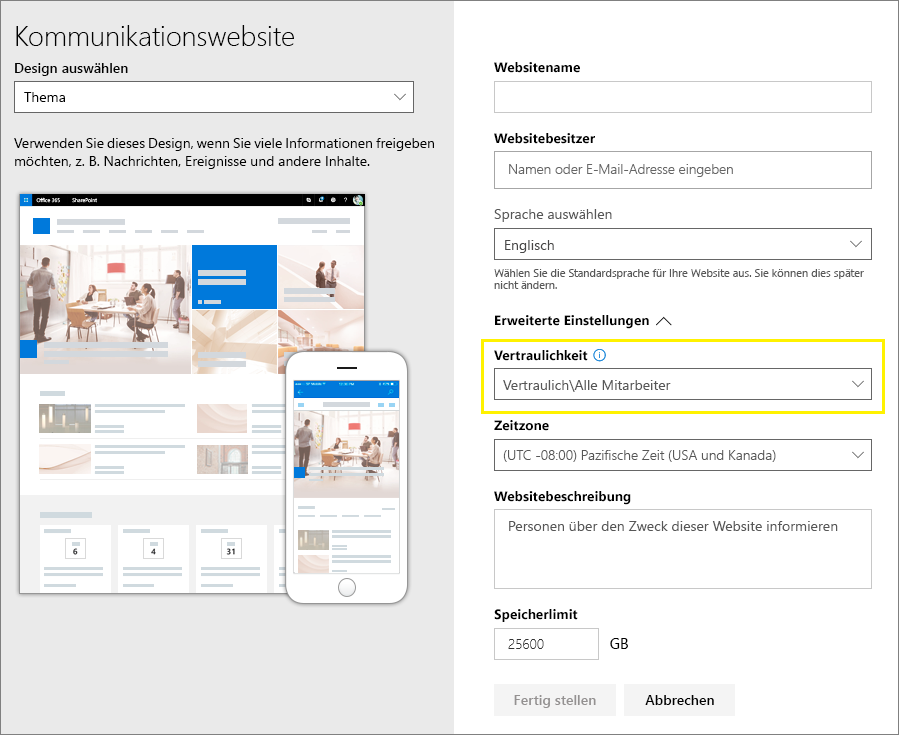 Kommunikationswebsite
Design auswählen
Thema
Verwenden Sie dieses Design, wenn Sie viele Informationen freigeben
möchten, z. B. Nachrichten, Ereignisse und andere Inhalte.
Office 365 SharePoint
6 4 31
Websitename
Websitebesitzer
Namen oder E-Mail-Adresse eingeben
Sprache auswählen
Englisch
Wählen Sie die Standardsprache für Ihre Website aus. Sie können dies später
nicht ändern.
Erweiterte Einstellungen
Vertraulichkeit
Vertraulich\Alle Mitarbeiter
Zeitzone
(UTC -08:00) Pazifische Zeit (USA und Kanada)
Websitebeschreibung
Personen über den Zweck dieser Website informieren
Speicherlimit
25600 GB
Fertig stellen Abbrechen